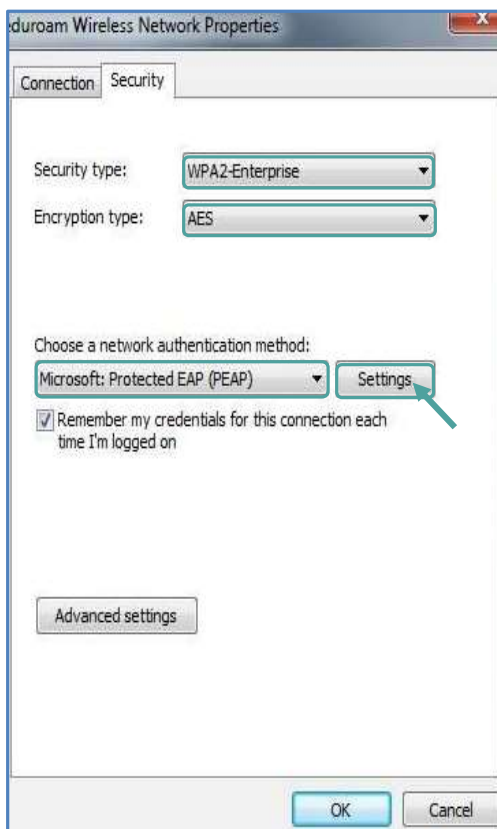 eduroam Wireless Network Properties
X
Connection Security
Security type: WPA2-Enterprise
Encryption type: AES
Choose a network authentication method:
Microsoft: Protected EAP (PEAP) Settings
Remember my credentials for this connection each
time I'm logged on
Advanced settings
OK Cancel